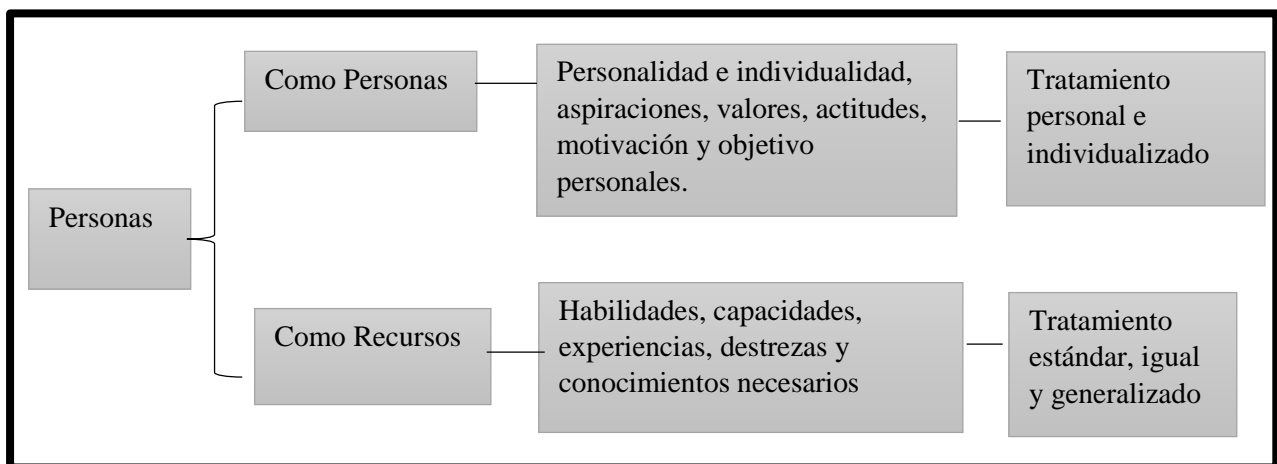 Personas
Como Personas
Personalidad e individualidad,
aspiraciones, valores, actitudes,
motivación y objetivo
personales.
Tratamiento
personal e
individualizado
Como Recursos
Habilidades, capacidades,
experiencias, destrezas y
conocimientos necesarios
Tratamiento
estándar, igual
y generalizado